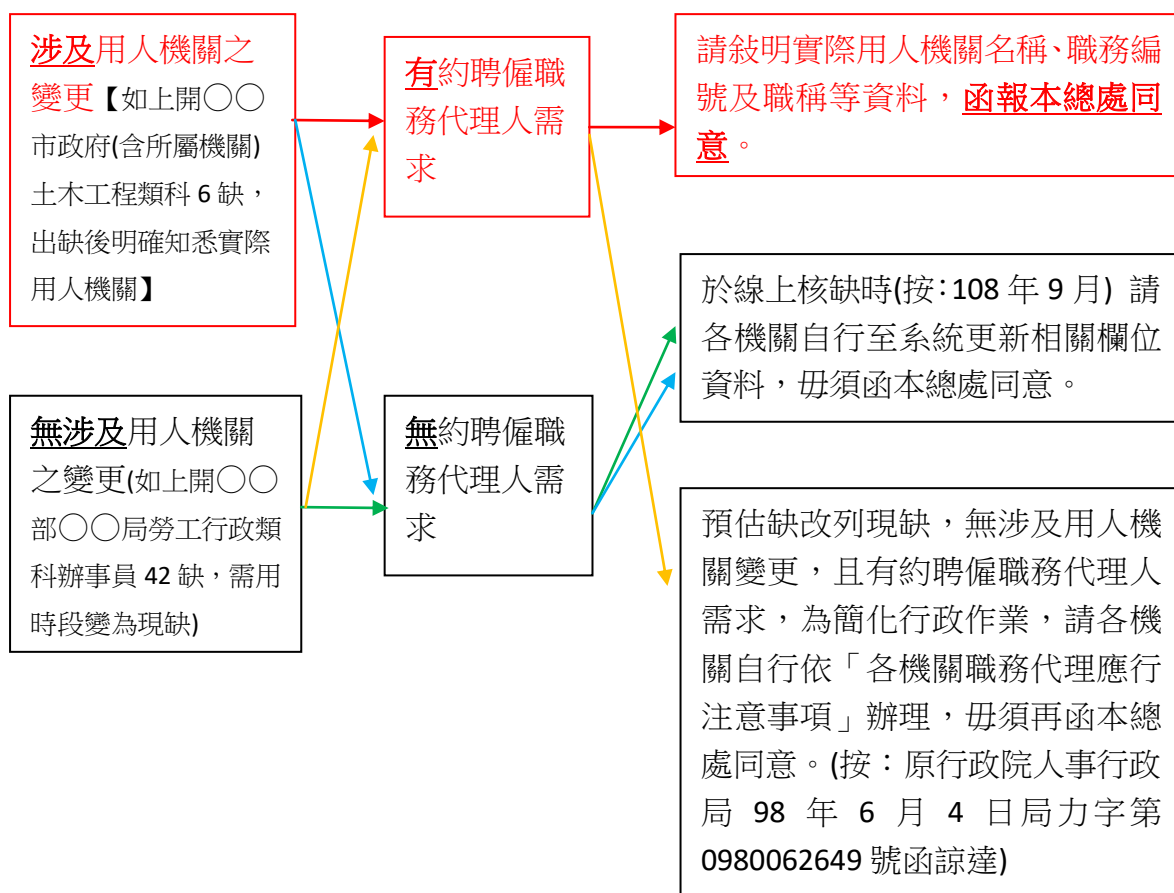 涉及用人機關之
變更【如上開○○
市政府(含所屬機關)
土木工程類科 6 缺，
出缺後明確知悉實際
用人機關】
有約聘僱職
務代理人需
求
請敍明實際用人機關名稱、職務編
號及職稱等資料，函報本總處同
意。
無涉及用人機關
之變更(如上開○○
部○○局勞工行政類
科辦事員 42 缺，需用
時段變為現缺)
無約聘僱職
務代理人需
求
於線上核缺時(按：108 年 9 月) 請
各機關自行至系統更新相關欄位
資料，毋須函本總處同意。
預估缺改列現缺，無涉及用人機
關變更，且有約聘僱職務代理人
需求，為簡化行政作業，請各機
關自行依「各機關職務代理應行
注意事項」辦理，毋須再函本總
處同意。(按：原行政院人事行政
局 98 年 6 月 4 日局力字第
0980062649 號函諒達)